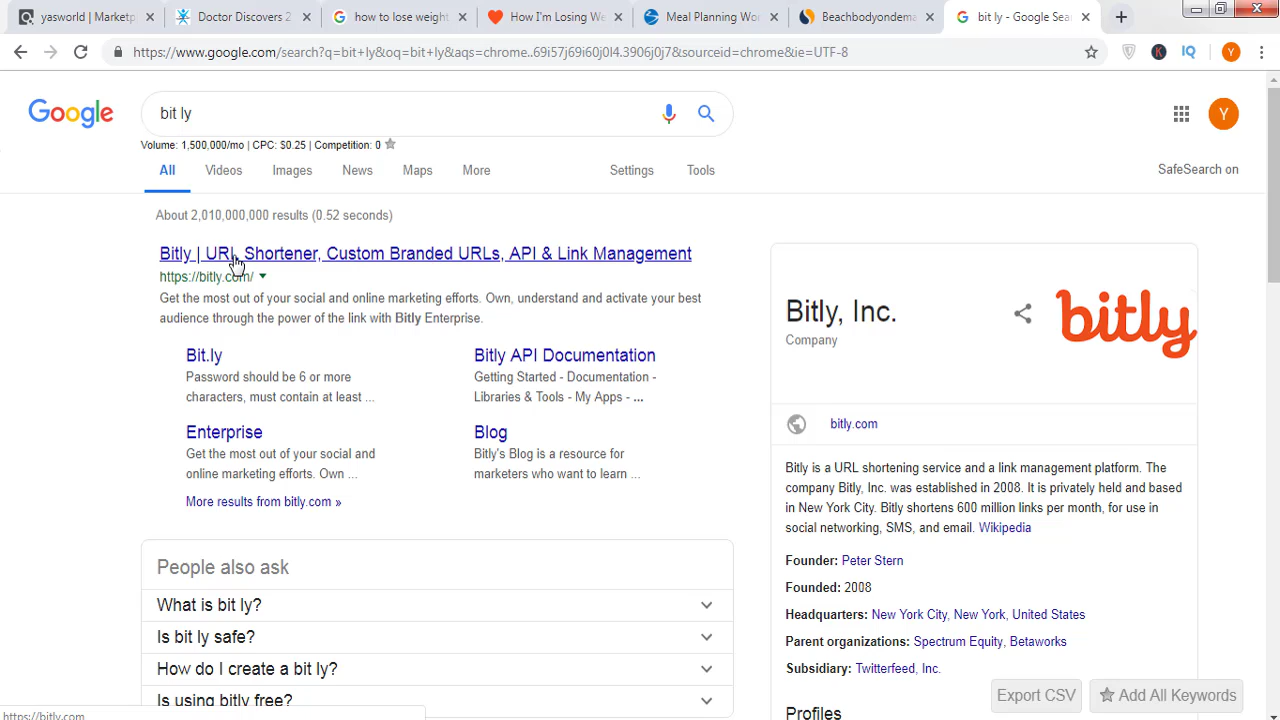 yasworld | Marketp
Doctor Discovers 2
how to lose weight
How I'm Eating We
Meal Planning Wo
Beachbodyondema
bit ly - Google Sea
https://www.google.com/search?q=bit+ly&oq=bit+ly&aqs=chrome..69i57j69i60j0l4.3906j0j7&sourceid=chrome&ie=UTF-8
K
IQ
Y
Google
bit ly
Y
Volume: 1,500,000/mo | CPC: $0.25 | Competition: 0
All
Videos
Images
News
Maps
More
Settings
Tools
SafeSearch on
About 2,010,000,000 results (0.52 seconds)
Bitly | URL Shortener, Custom Branded URLs, API & Link Management
https://bitly.com/
Get the most out of your social and online marketing efforts. Own, understand and activate your best
audience through the power of the link with Bitly Enterprise.
Bit.ly
Password should be 6 or more
characters, must contain at least ...
Bitly API Documentation
Getting Started - Documentation -
Libraries & Tools - My Apps - ...
Enterprise
Get the most out of your social and
online marketing efforts. Own ...
Blog
Bitly's Blog is a resource for
marketers who want to learn ...
More results from bitly.com »
People also ask
What is bit ly?
Is bit ly safe?
How do I create a bit ly?
Is using bitly free?
Bitly, Inc.
Company
bitly
bitly.com
Bitly is a URL shortening service and a link management platform. The
company Bitly, Inc. was established in 2008. It is privately held and based
in New York City. Bitly shortens 600 million links per month, for use in
social networking, SMS, and email. Wikipedia
Founder: Peter Stern
Founded: 2008
Headquarters: New York City, New York, United States
Parent organizations: Spectrum Equity, Betaworks
Subsidiary: Twitterfeed, Inc.
Export CSV
Add All Keywords
Profiles
https://bitly.com